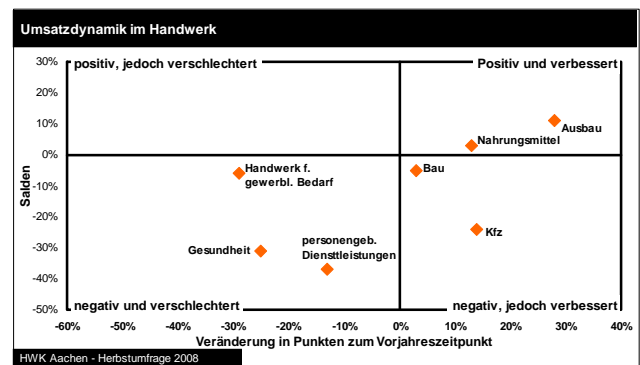 Umsatzdynamik im Handwerk
30%
positiv, jedoch verschlechtert
Positiv und verbessert
20%
10%
Ausbau
Nahrungsmittel
0%
Salden
Handwerk f.
gewerbl. Bedarf
Bau
-10%
-20%
Kfz
personengeb.
Diensttleistungen
Gesundheit
-30%
-40%
negativ und verschlechtert
negativ, jedoch verbessert
-50%
-60%
-50%
-40%
-30%
-20%
-10%
0%
10%
20%
30%
40%
Veränderung in Punkten zum Vorjahreszeitpunkt
HWK Aachen - Herbstumfrage 2008